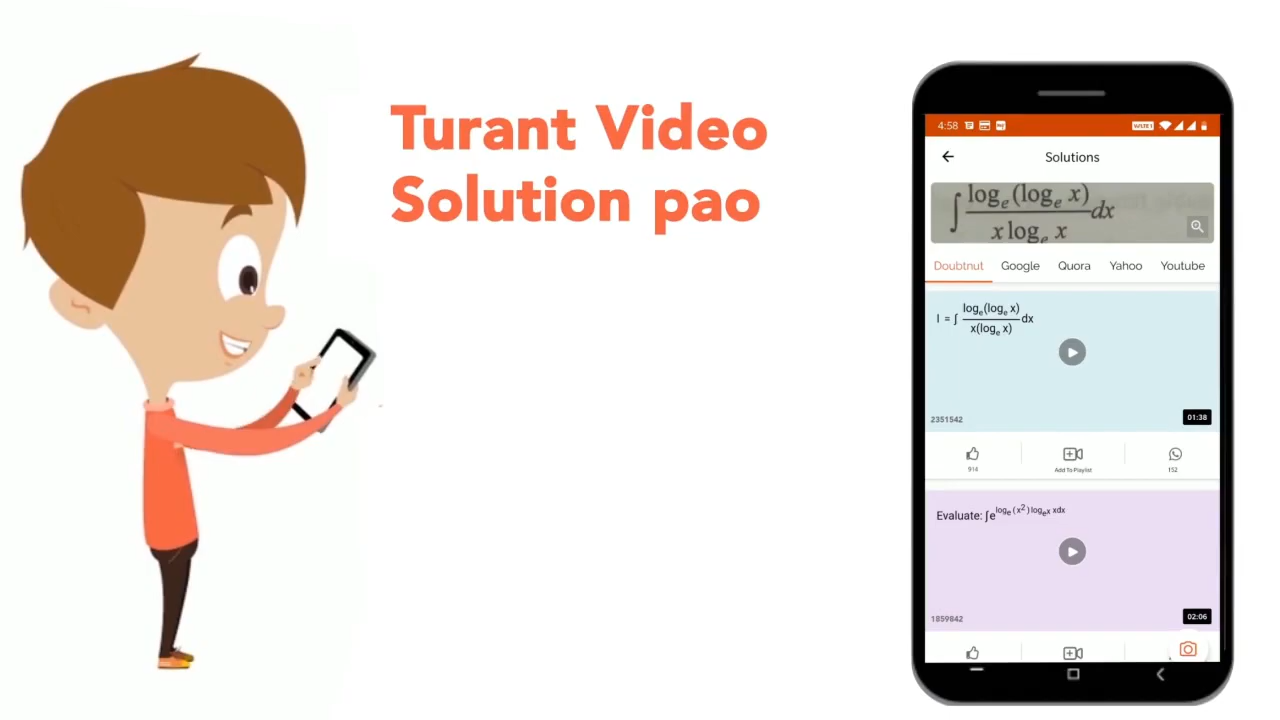 Turant Video
Solution pao
4:58
Solutions
∫ logₑ(logₑ x) / x logₑ x dx
Doubtnut Google Quora Yahoo Youtube
I = ∫ logₑ(logₑ x) / x(logₑ x) dx
2351542 01:38
914 Add To Playlist 152
Evaluate: ∫e^logₑ(x²)logₑx xdx
1859842 02:06